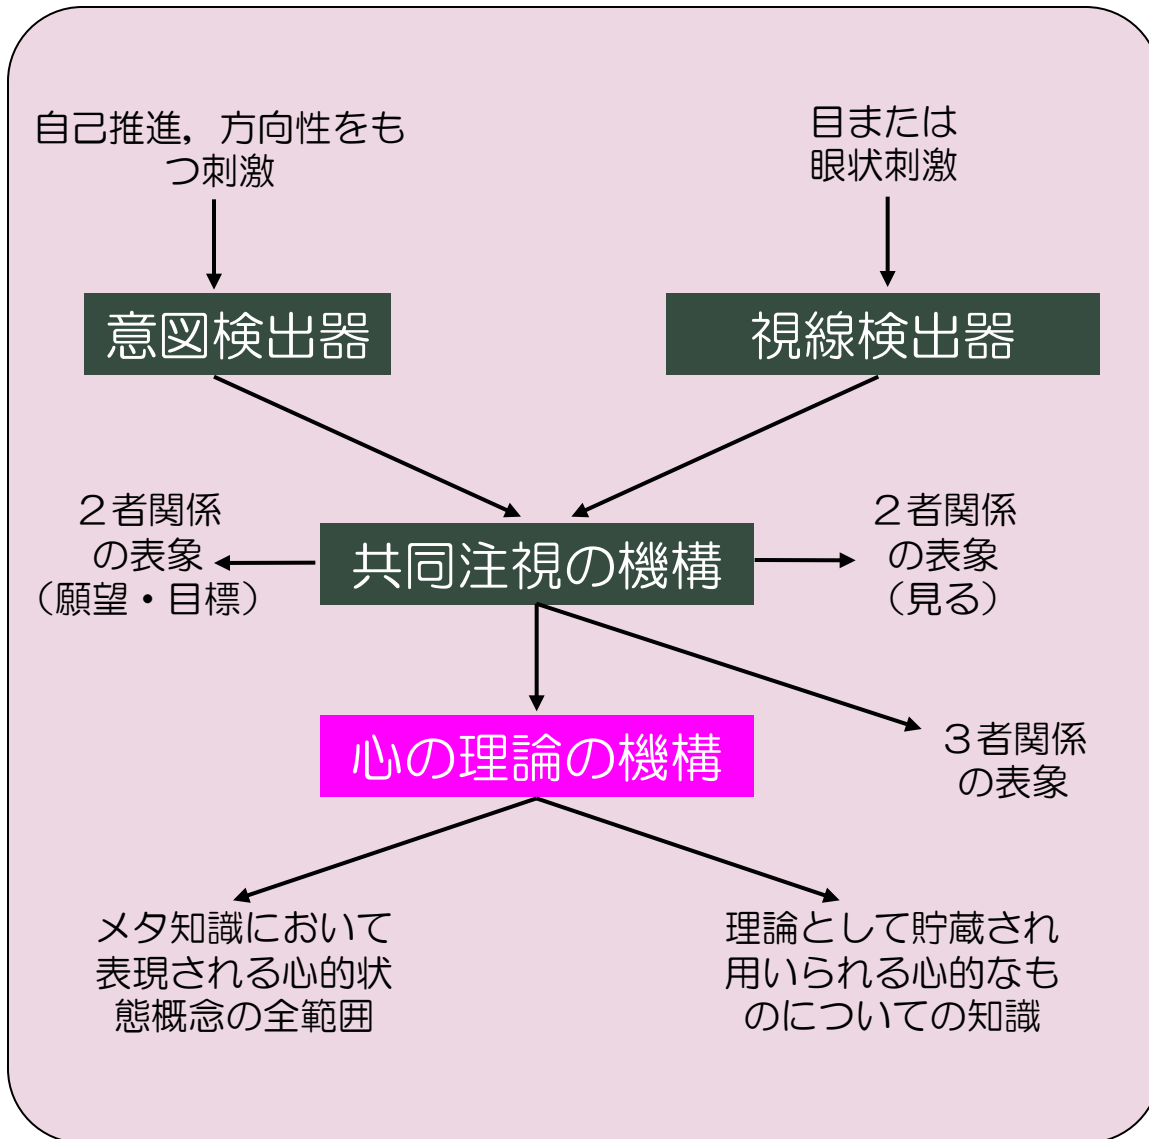 自己推進，方向性をも
つ刺激
目または
眼状刺激
意図検出器
視線検出器
２者関係
の表象
（願望・目標）
共同注視の機構
２者関係
の表象
（見る）
心の理論の機構
３者関係
の表象
メタ知識において
表現される心的状
態概念の全範囲
理論として貯蔵され
用いられる心的なも
のについての知識